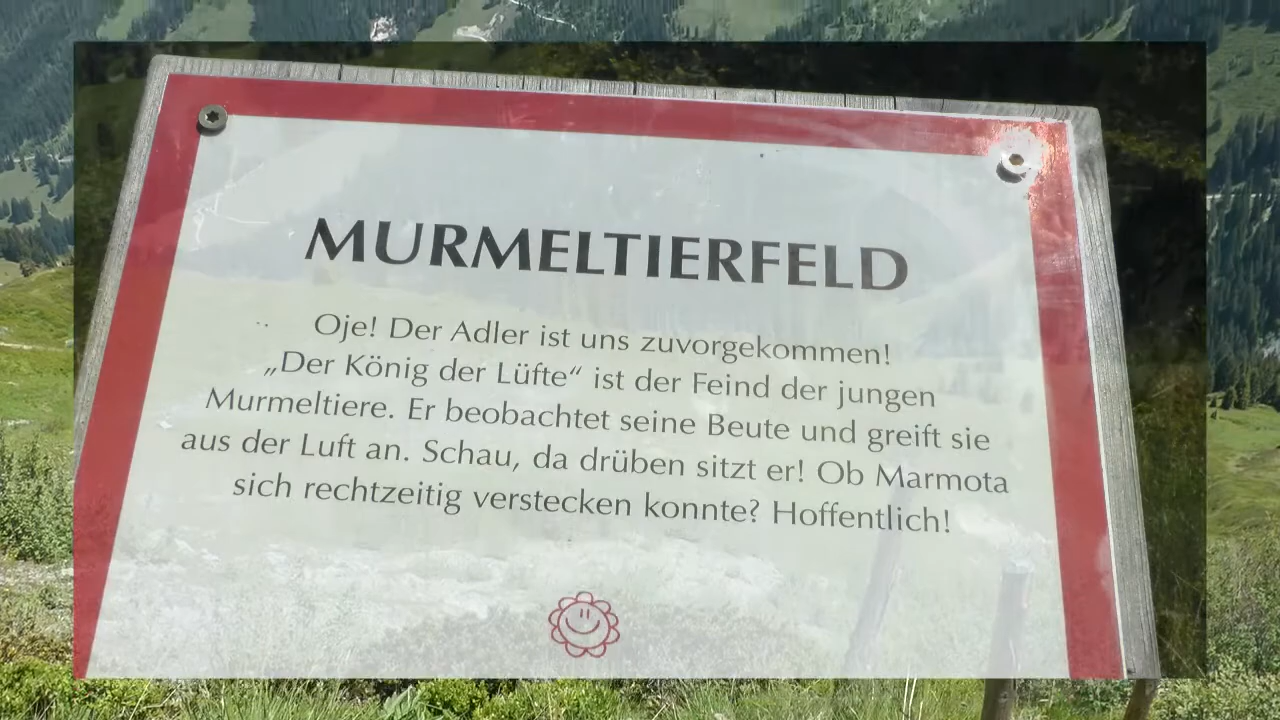 MURMELTIERFELD
Oje! Der Adler ist uns zuvorgekommen!
„Der König der Lüfte“ ist der Feind der jungen
Murmeltiere. Er beobachtet seine Beute und greift sie
aus der Luft an. Schau, da drüben sitzt er! Ob Marmota
sich rechtzeitig verstecken konnte? Hoffentlich!